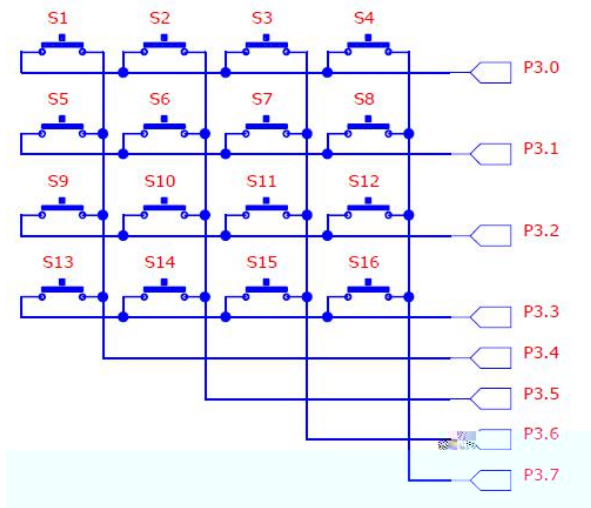 S1 S2 S3 S4
P3.0
S5 S6 S7 S8
P3.1
S9 S10 S11 S12
P3.2
S13 S14 S15 S16
P3.3
P3.4
P3.5
P3.6
P3.7